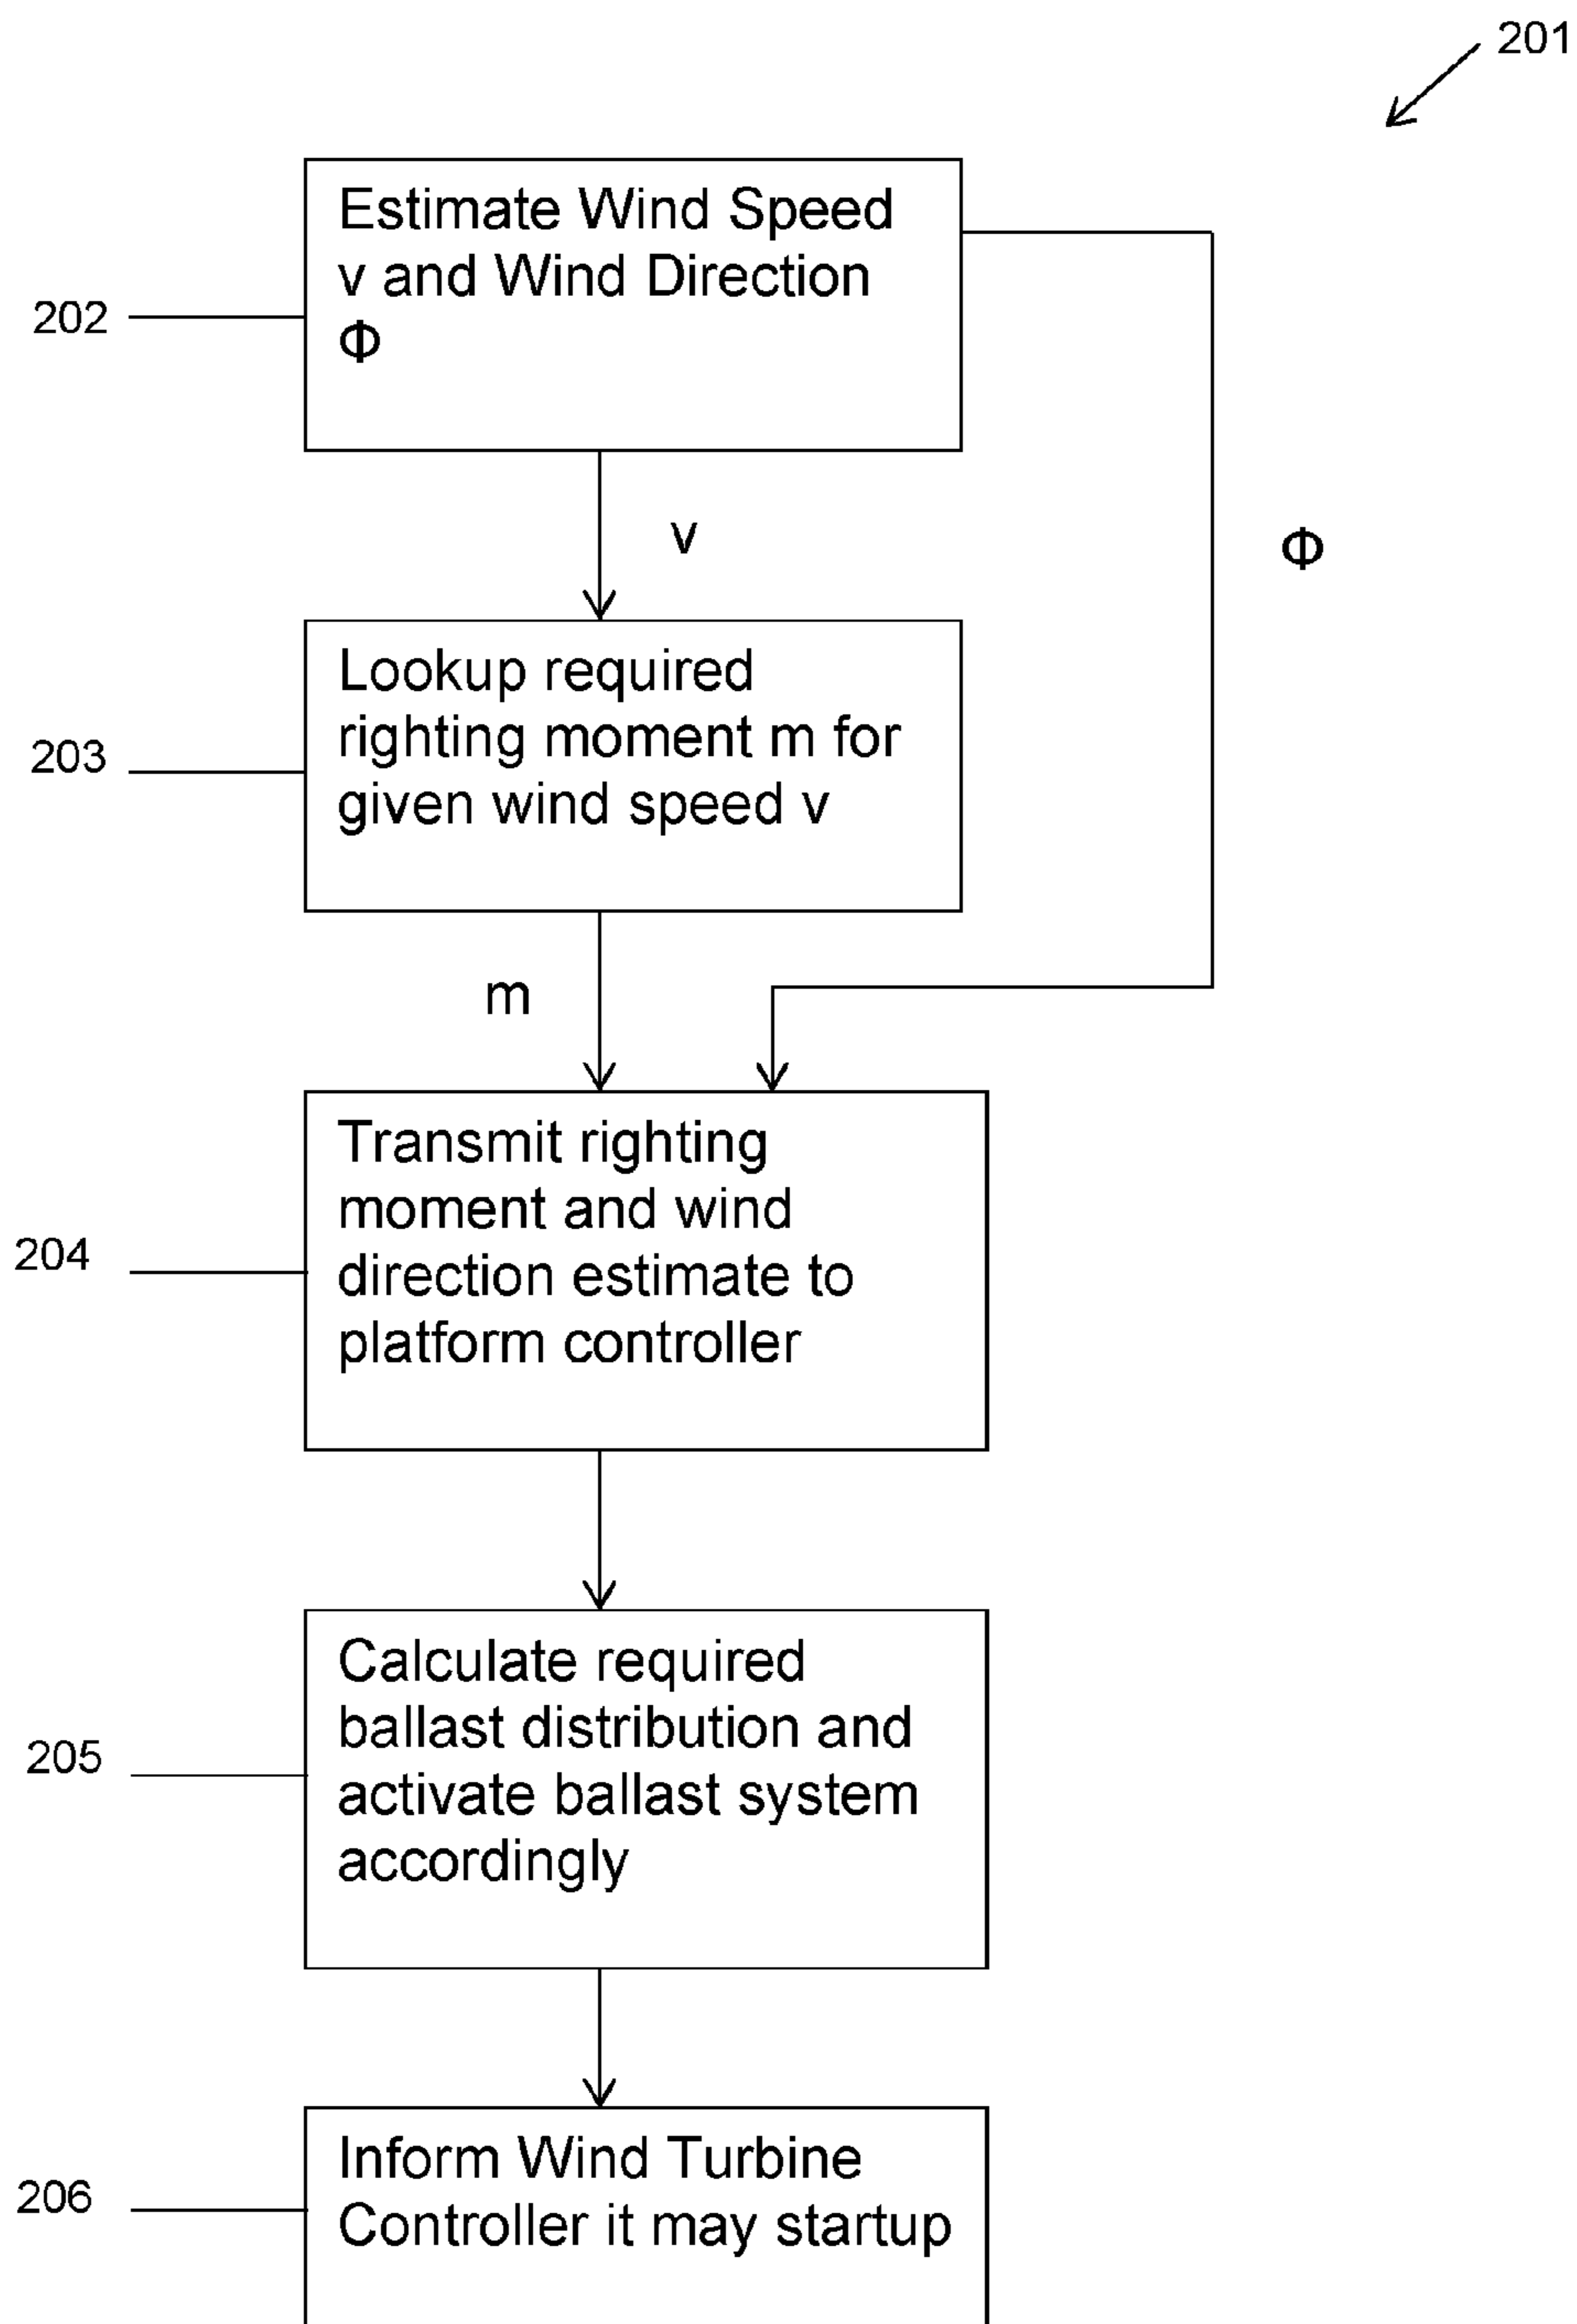 201
Estimate Wind Speed
v and Wind Direction
Φ
202
v
Φ
Lookup required
righting moment m for
given wind speed v
203
m
Transmit righting
moment and wind
direction estimate to
platform controller
204
Calculate required
ballast distribution and
activate ballast system
accordingly
205
Inform Wind Turbine
Controller it may startup
206